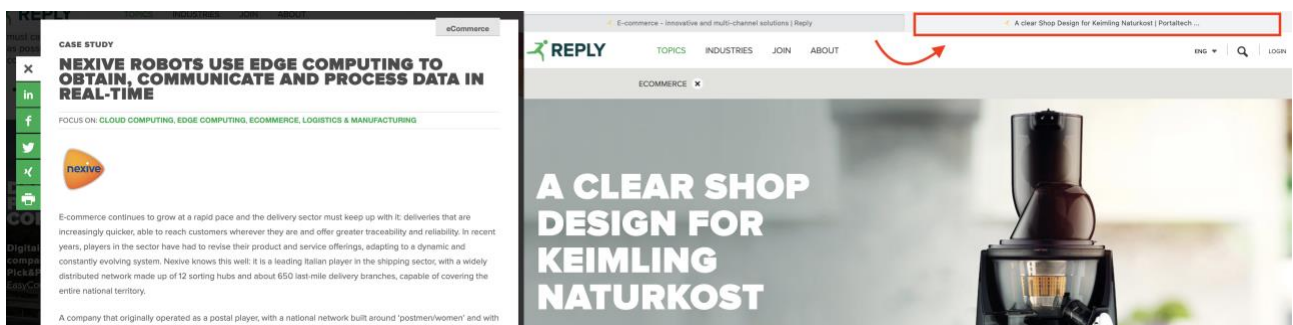 REPLY TOPICS INDUSTRIES JOIN ABOUT
eCommerce
CASE STUDY
NEXIVE ROBOTS USE EDGE COMPUTING TO
OBTAIN, COMMUNICATE AND PROCESS DATA IN
REAL-TIME
FOCUS ON: CLOUD COMPUTING, EDGE COMPUTING, ECOMMERCE, LOGISTICS & MANUFACTURING
nexive
E-commerce continues to grow at a rapid pace and the delivery sector must keep up with it: deliveries that are
increasingly quicker, able to reach customers wherever they are and offer greater traceability and reliability. In recent
years, players in the sector have had to revise their product and service offerings, adapting to a dynamic and
constantly evolving system. Nexive knows this well: it is a leading Italian player in the shipping sector, with a widely
distributed network made up of 12 sorting hubs and about 650 last-mile delivery branches, capable of covering the
entire national territory.
A company that originally operated as a postal player, with a national network built around 'postmen/women' and with
E-commerce - innovative and multi-channel solutions | Reply
A clear Shop Design for Keimling Naturkost | Portaltech ...
REPLY TOPICS INDUSTRIES JOIN ABOUT ENG LOGIN
ECOMMERCE
A CLEAR SHOP
DESIGN FOR
KEIMLING
NATURKOST